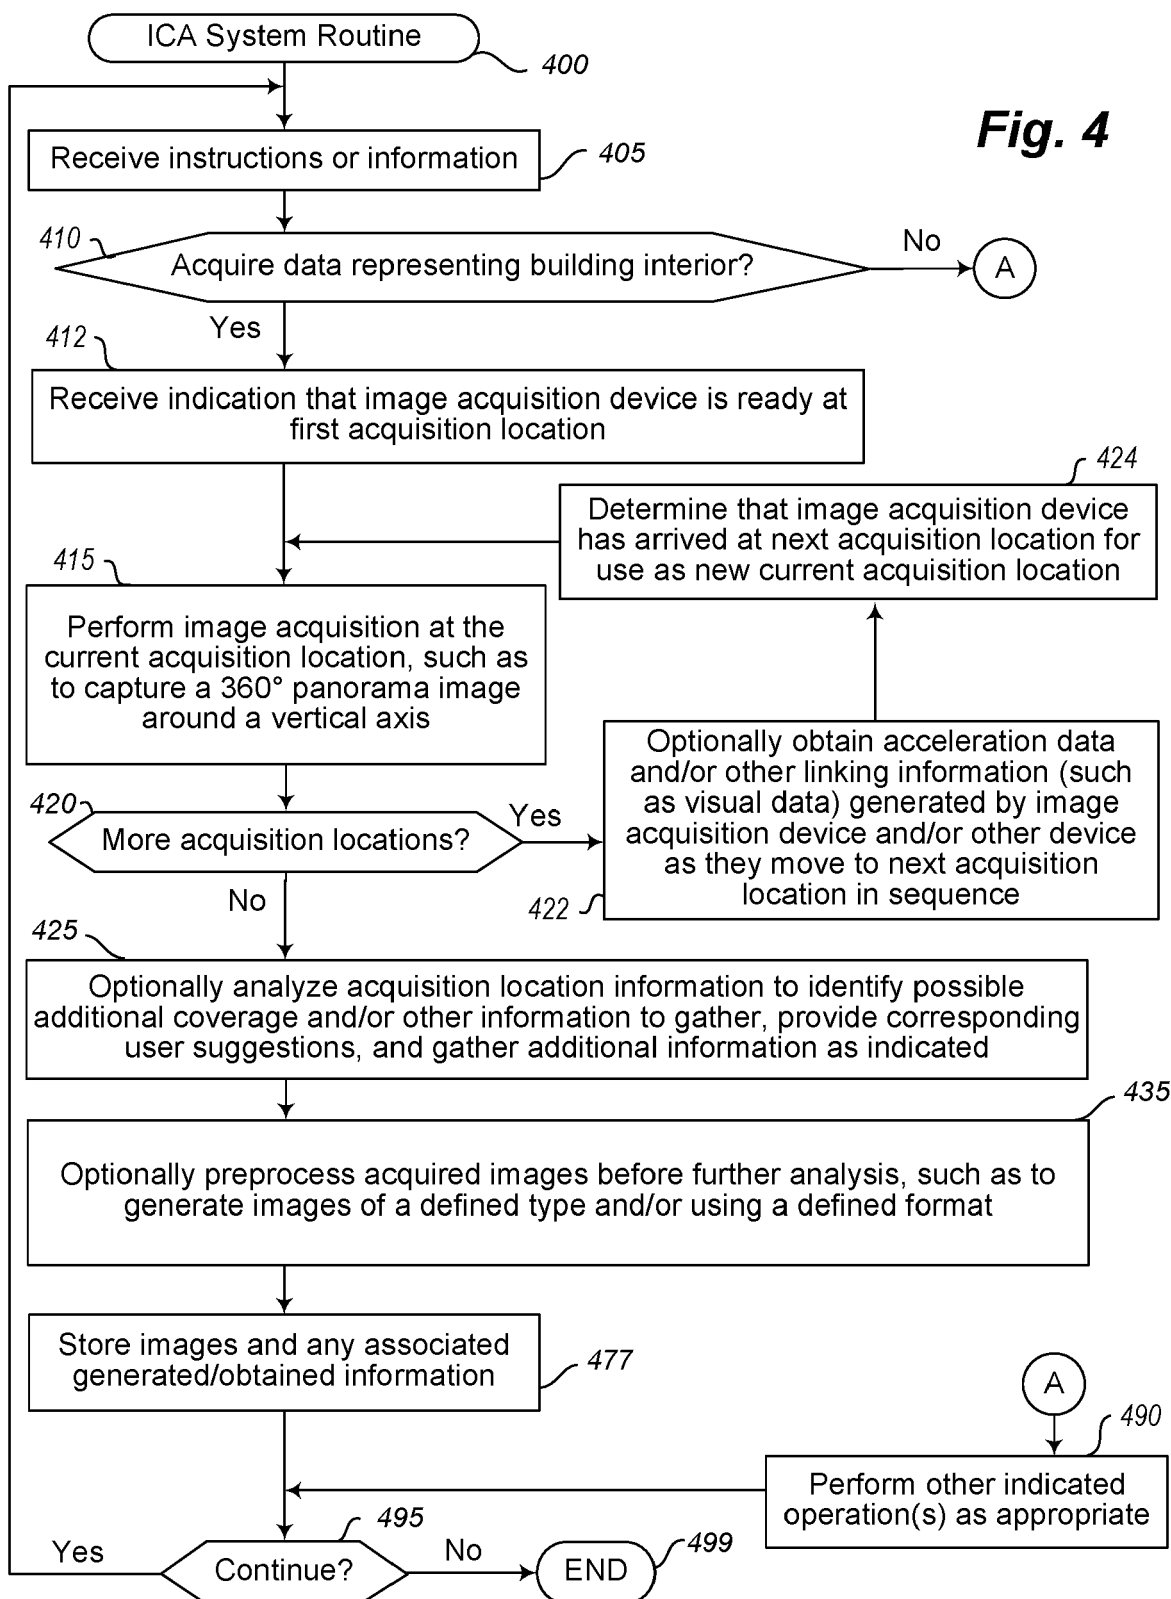 ICA System Routine
400
Fig. 4
Receive instructions or information
405
410
Acquire data representing building interior?
No
A
Yes
412
Receive indication that image acquisition device is ready at
first acquisition location
424
Determine that image acquisition device
has arrived at next acquisition location for
use as new current acquisition location
415
Perform image acquisition at the
current acquisition location, such as
to capture a 360° panorama image
around a vertical axis
Optionally obtain acceleration data
and/or other linking information (such
as visual data) generated by image
acquisition device and/or other device
as they move to next acquisition
location in sequence
422
420
More acquisition locations?
Yes
No
425
Optionally analyze acquisition location information to identify possible
additional coverage and/or other information to gather, provide corresponding
user suggestions, and gather additional information as indicated
435
Optionally preprocess acquired images before further analysis, such as to
generate images of a defined type and/or using a defined format
Store images and any associated
generated/obtained information
477
A
490
Perform other indicated
operation(s) as appropriate
495
Yes
Continue?
No
END
499